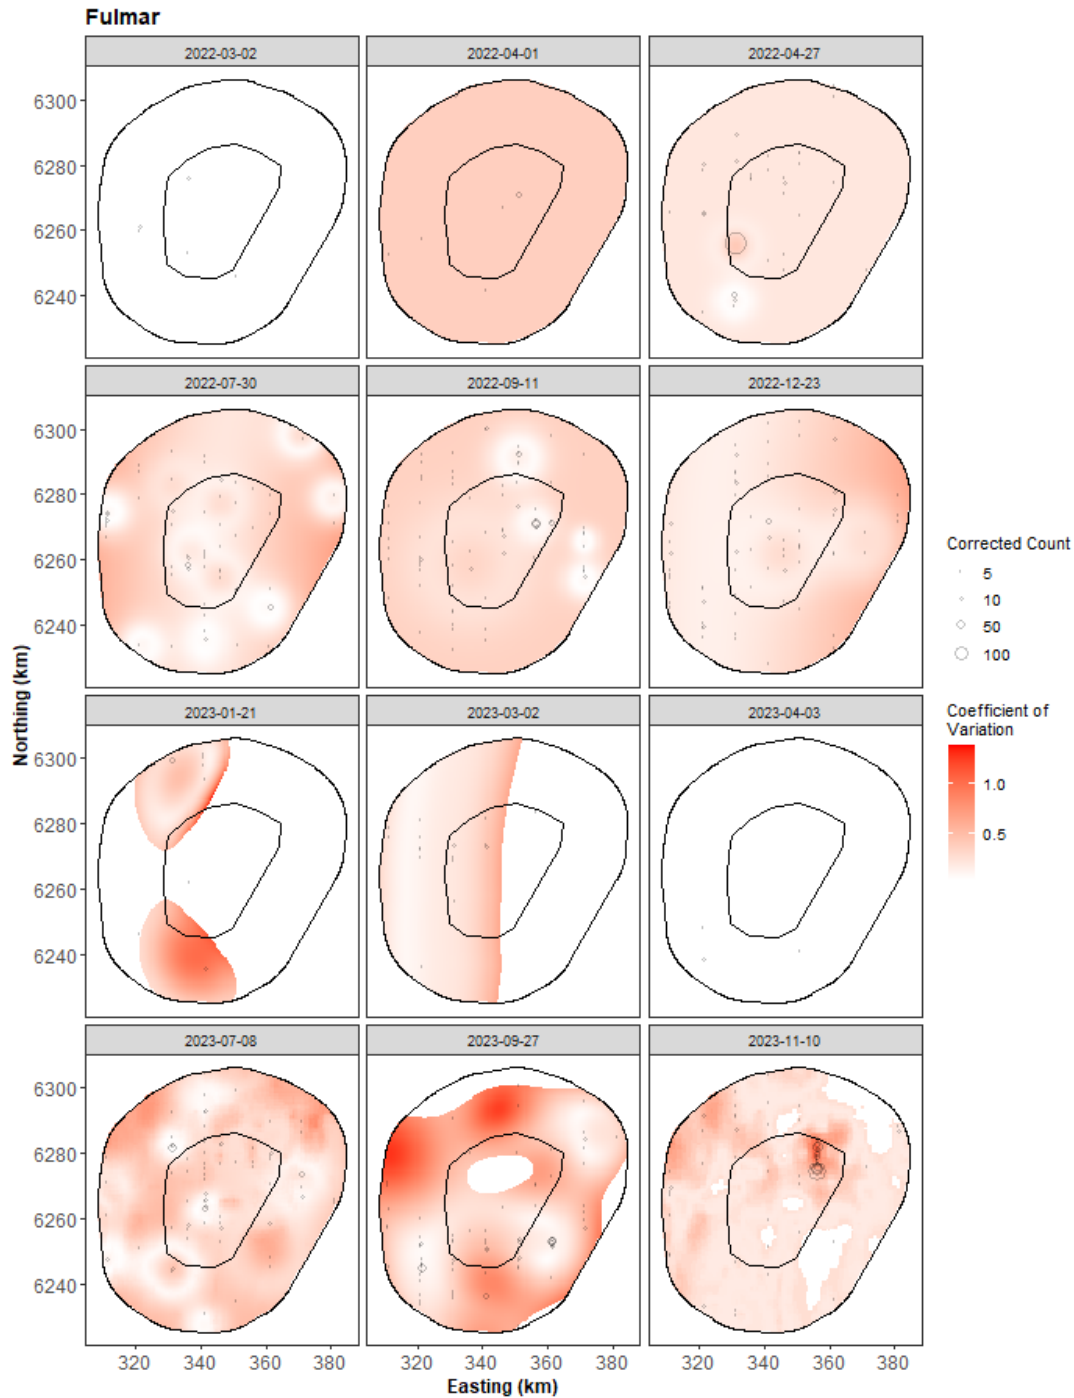 Fulmar
2022-03-02 2022-04-01 2022-04-27
6300
6280
6260
6240
2022-07-30 2022-09-11 2022-12-23
6300
6280
6260
6240
Northing (km)
Corrected Count
5
10
50
100
Coefficient of
Variation
1.0
0.5
2023-01-21 2023-03-02 2023-04-03
6300
6280
6260
6240
2023-07-08 2023-09-27 2023-11-10
6300
6280
6260
6240
320 340 360 380 320 340 360 380 320 340 360 380
Easting (km)